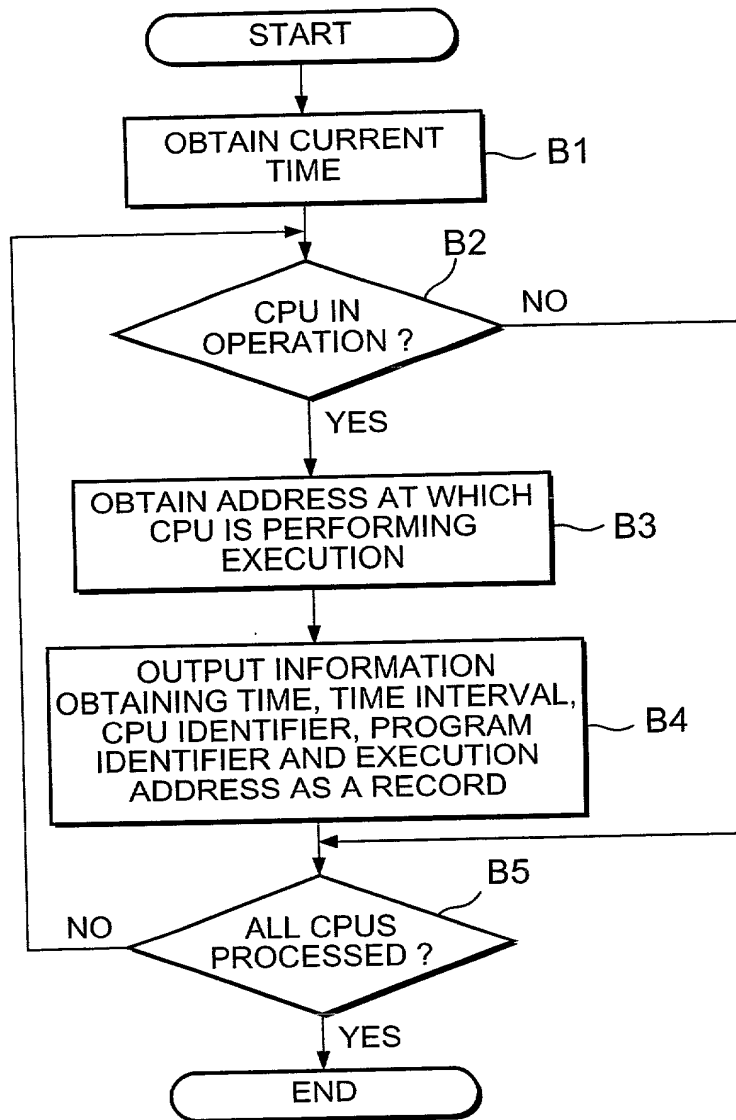 START
OBTAIN CURRENT
TIME
B1
B2
CPU IN
OPERATION ?
NO
YES
OBTAIN ADDRESS AT WHICH
CPU IS PERFORMING
EXECUTION
B3
OUTPUT INFORMATION
OBTAINING TIME, TIME INTERVAL,
CPU IDENTIFIER, PROGRAM
IDENTIFIER AND EXECUTION
ADDRESS AS A RECORD
B4
B5
NO
ALL CPUS
PROCESSED ?
YES
END